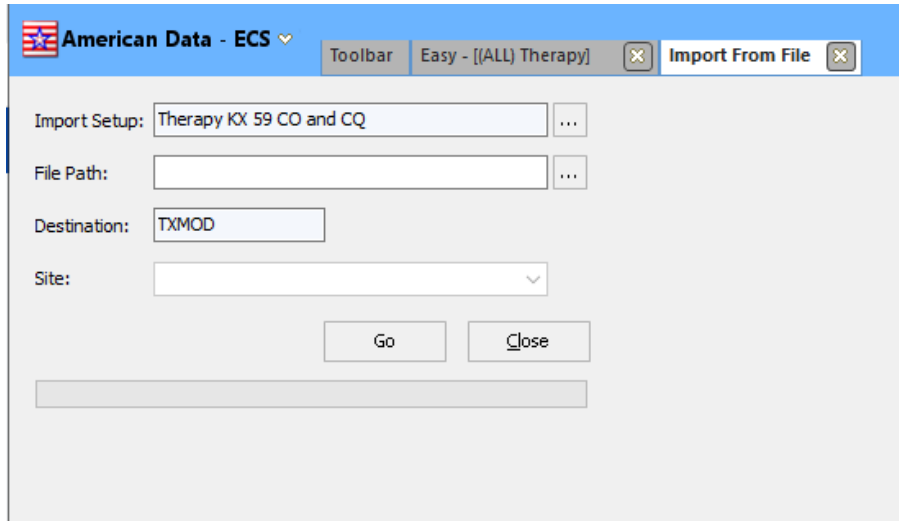 American Data - ECS
Toolbar
Easy - [(ALL) Therapy]
Import From File
Import Setup: Therapy KX 59 CO and CQ ...
File Path: ...
Destination: TXMOD
Site:
Go Close